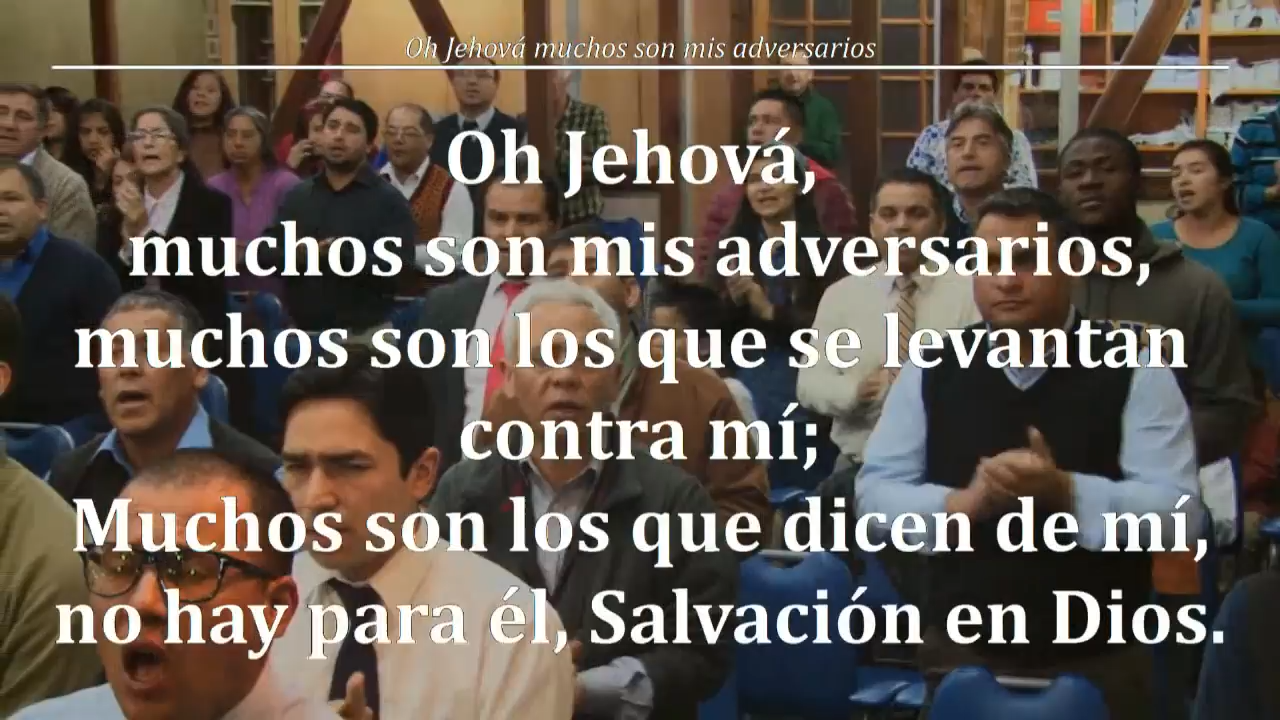 Oh Jehová muchos son mis adversarios
Oh Jehová,
muchos son mis adversarios,
muchos son los que se levantan
contra mí;
Muchos son los que dicen de mí,
no hay para él, Salvación en Dios.